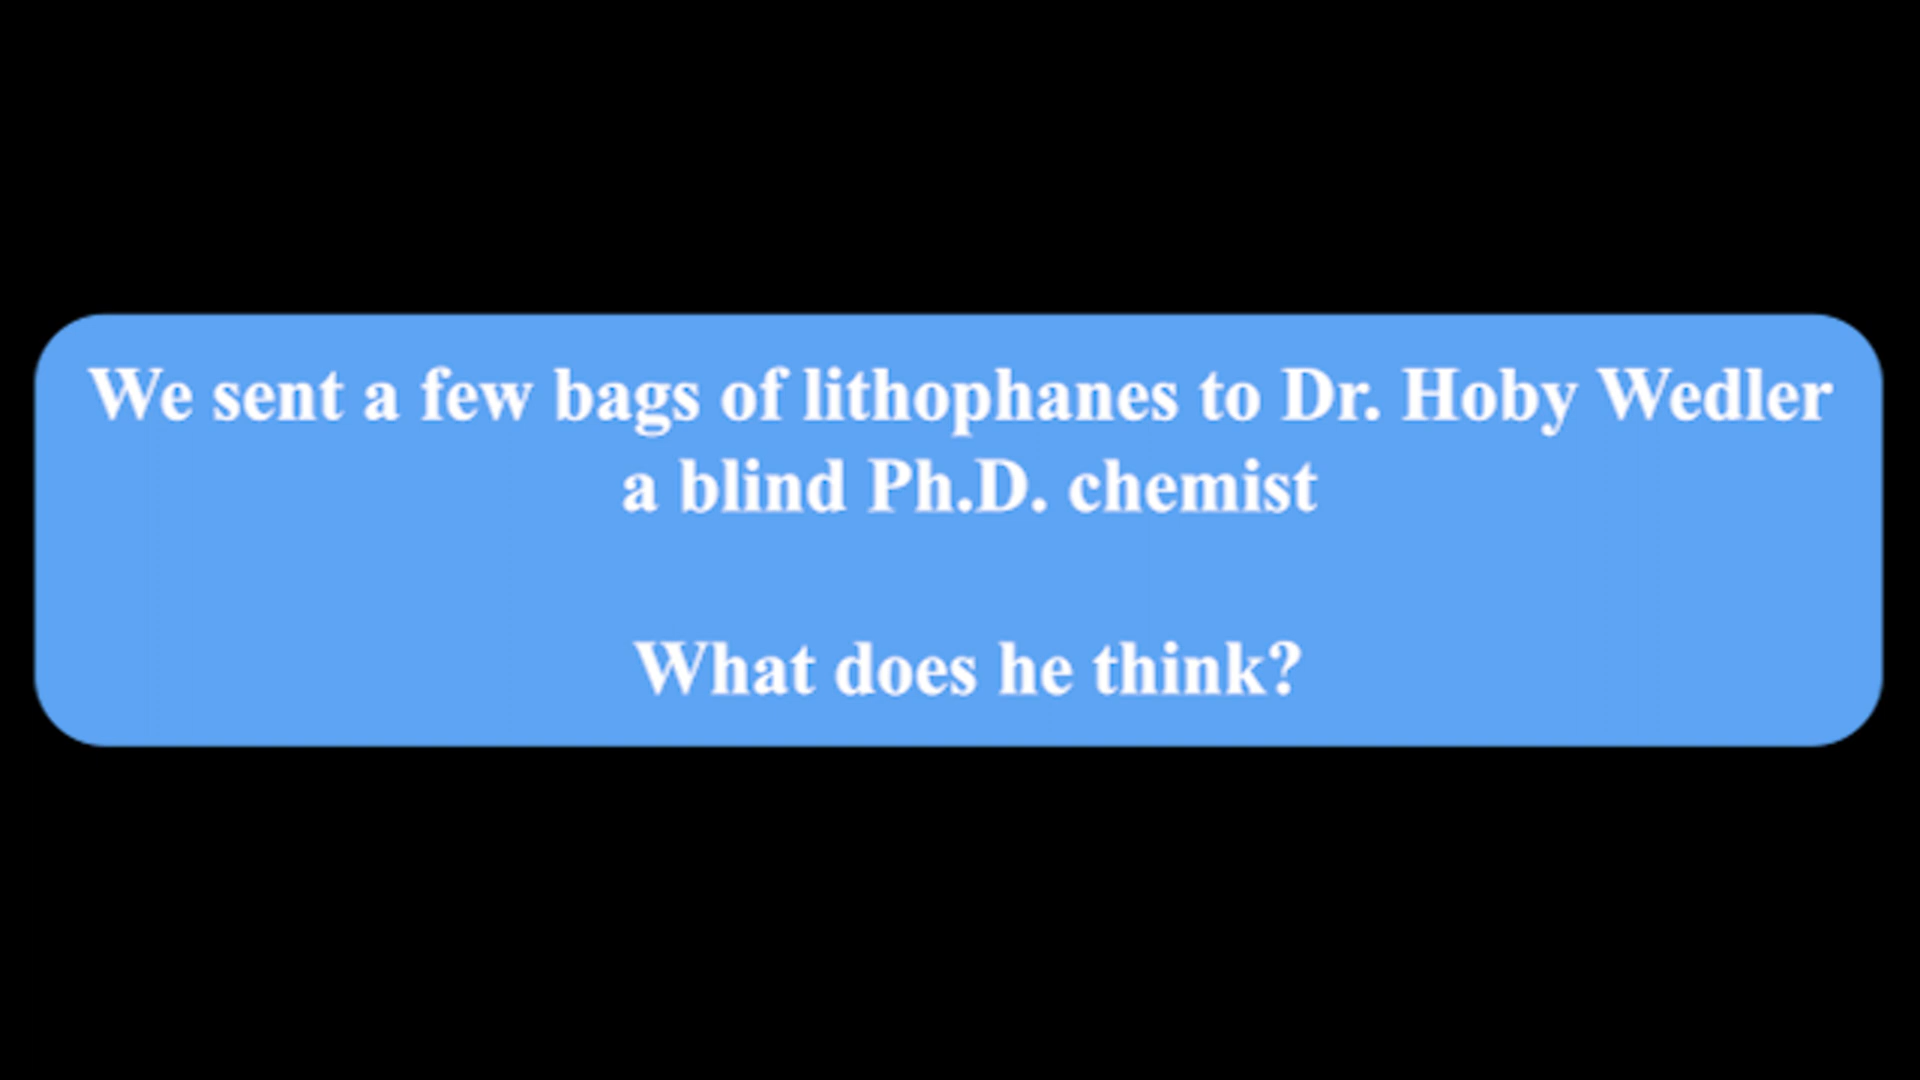 We sent a few bags of lithophanes to Dr. Hoby Wedler
a blind Ph.D. chemist
What does he think?